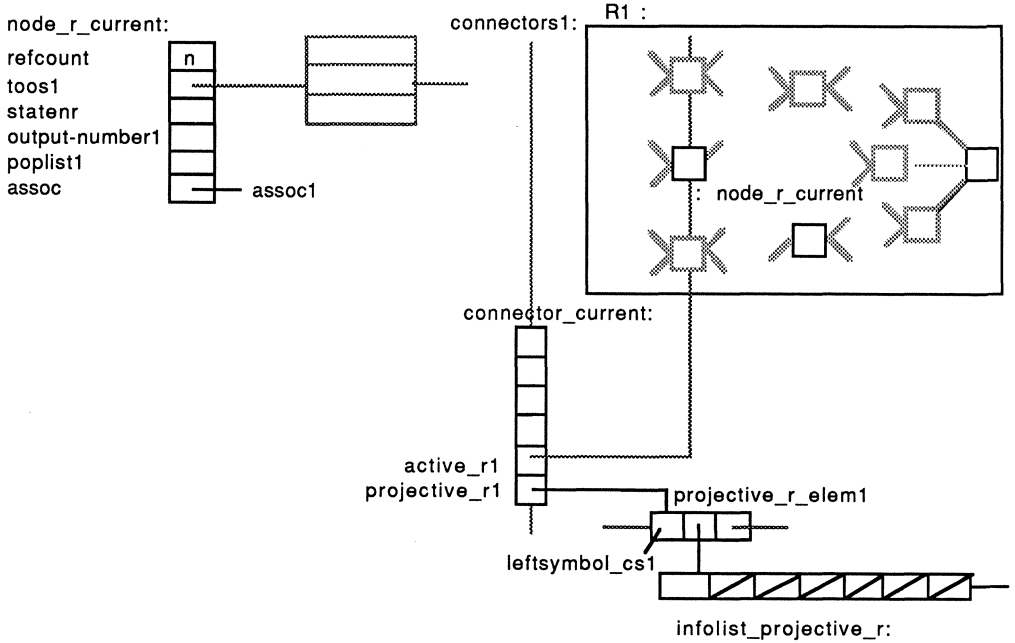 node_r_current:
refcount
n
toos1
statenr
output-number1
poplist1
assoc
assoc1
connectors1:
R1 :
: node_r_current
connector_current:
active_r1
projective_r1
projective_r_elem1
leftsymbol_cs1
infolist_projective_r: